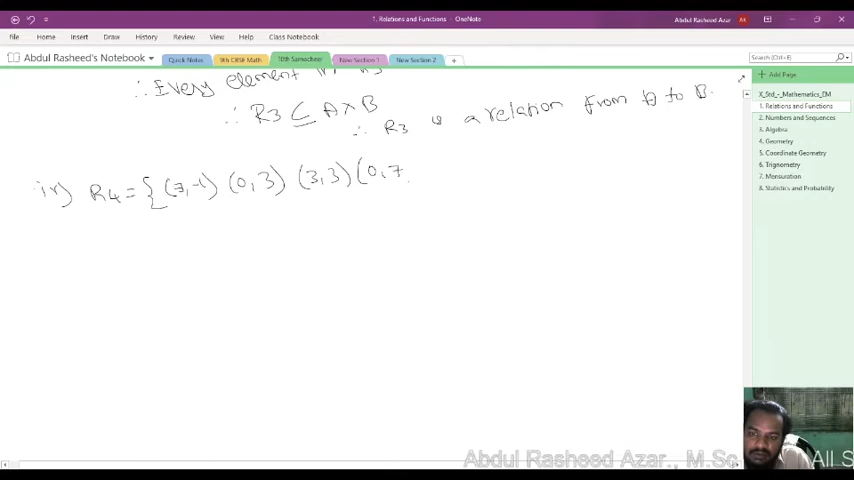 1. Relations and Functions - OneNote
Abdul Rasheed Azar AR
File Home Insert Draw History Review View Help Class Notebook
Abdul Rasheed's Notebook
Quick Notes 9th CBSE Math 10th Samacheer New Section 1 New Section 2 +
Search (Ctrl+E)
Add Page
X_Std_-_Mathematics_EM
1. Relations and Functions
2. Numbers and Sequences
3. Algebra
4. Geometry
5. Coordinate Geometry
6. Trigonometry
7. Mensuration
8. Statistics and Probability
∴ Every element in R3
∴ R3 ⊆ A×B
∴ R3 is a relation from A to B.
iv) R4 = { (7,-1) (0,3) (3,3) (0,7
Abdul Rasheed Azar., M.Sc